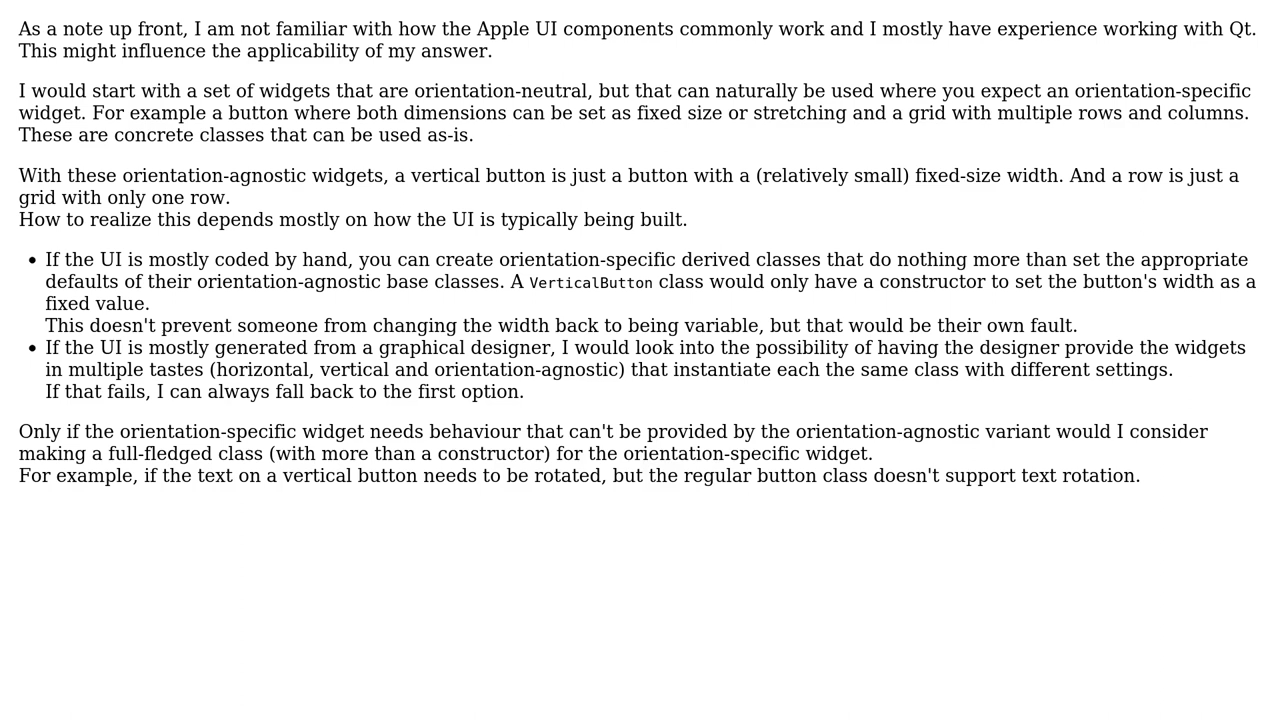 As a note up front, I am not familiar with how the Apple UI components commonly work and I mostly have experience working with Qt.
This might influence the applicability of my answer.
I would start with a set of widgets that are orientation-neutral, but that can naturally be used where you expect an orientation-specific
widget. For example a button where both dimensions can be set as fixed size or stretching and a grid with multiple rows and columns.
These are concrete classes that can be used as-is.
With these orientation-agnostic widgets, a vertical button is just a button with a (relatively small) fixed-size width. And a row is just a
grid with only one row.
How to realize this depends mostly on how the UI is typically being built.
• If the UI is mostly coded by hand, you can create orientation-specific derived classes that do nothing more than set the appropriate
defaults of their orientation-agnostic base classes. A VerticalButton class would only have a constructor to set the button's width as a
fixed value.
This doesn't prevent someone from changing the width back to being variable, but that would be their own fault.
• If the UI is mostly generated from a graphical designer, I would look into the possibility of having the designer provide the widgets
in multiple tastes (horizontal, vertical and orientation-agnostic) that instantiate each the same class with different settings.
If that fails, I can always fall back to the first option.
Only if the orientation-specific widget needs behaviour that can't be provided by the orientation-agnostic variant would I consider
making a full-fledged class (with more than a constructor) for the orientation-specific widget.
For example, if the text on a vertical button needs to be rotated, but the regular button class doesn't support text rotation.